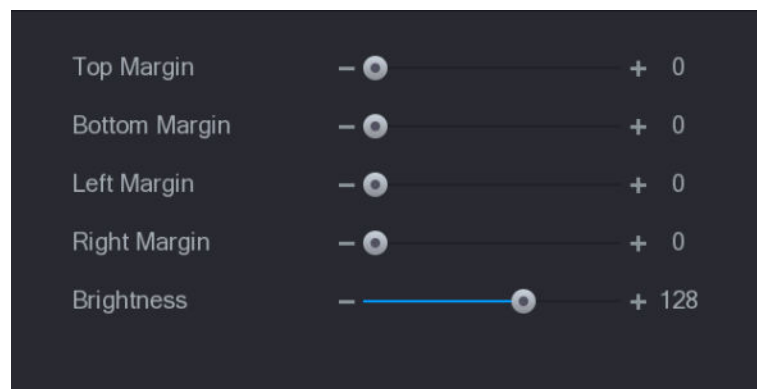 Top Margin - + 0
Bottom Margin - + 0
Left Margin - + 0
Right Margin - + 0
Brightness - + 128